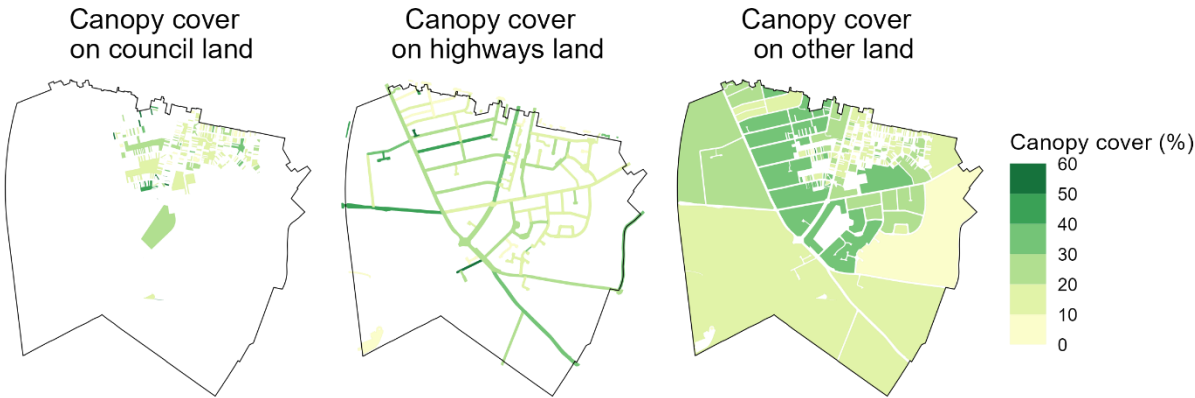 Canopy cover
on council land
Canopy cover
on highways land
Canopy cover
on other land
Canopy cover (%)
60
50
40
30
20
10
0